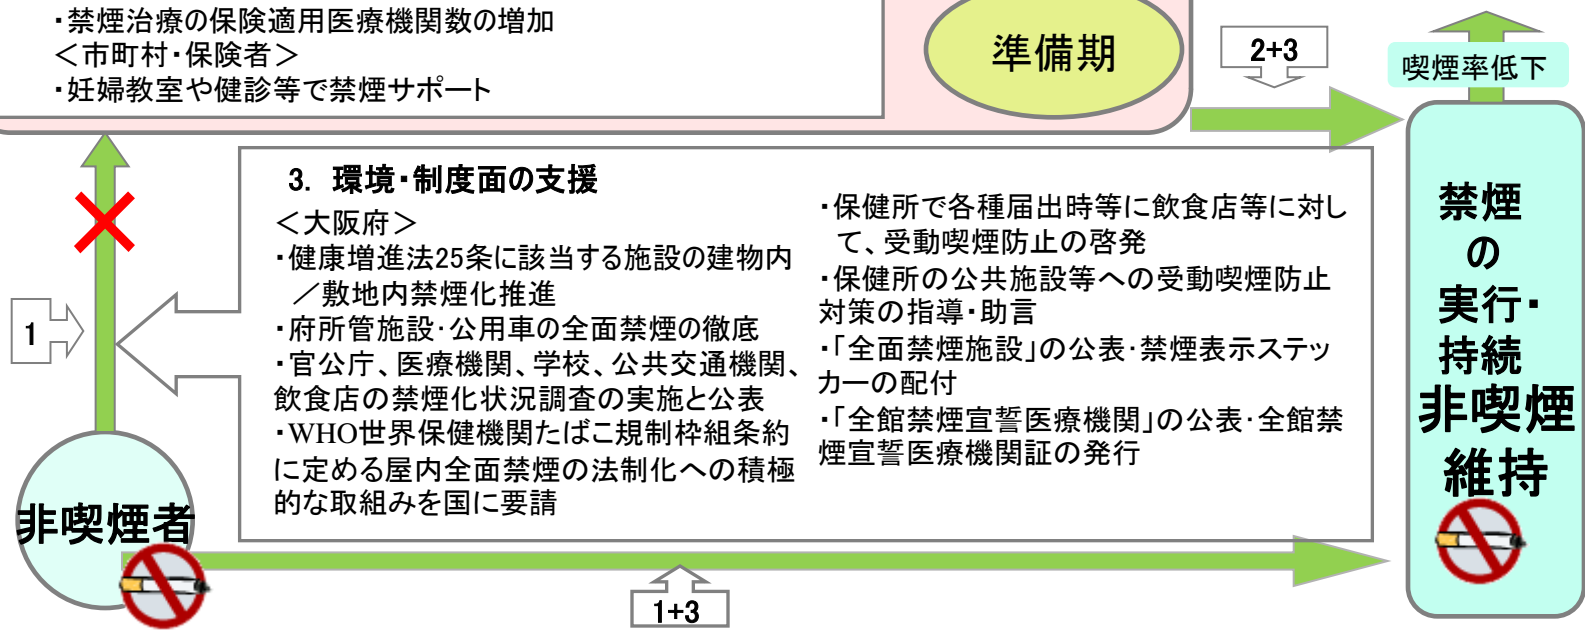 ・禁煙治療の保険適用医療機関数の増加
＜市町村・保険者＞
・妊婦教室や健診等で禁煙サポート
準備期
2+3
喫煙率低下
3. 環境・制度面の支援
＜大阪府＞
・健康増進法25条に該当する施設の建物内
／敷地内禁煙化推進
・府所管施設・公用車の全面禁煙の徹底
・官公庁、医療機関、学校、公共交通機関、
飲食店の禁煙化状況調査の実施と公表
・WHO世界保健機関たばこ規制枠組条約
に定める屋内全面禁煙の法制化への積極
的な取組みを国に要請
・保健所で各種届出時等に飲食店等に対し
て、受動喫煙防止の啓発
・保健所の公共施設等への受動喫煙防止
対策の指導・助言
・「全面禁煙施設」の公表・禁煙表示ステッ
カーの配付
・「全館禁煙宣誓医療機関」の公表・全館禁
煙宣誓医療機関証の発行
1
非喫煙者
1+3
禁煙
の
実行・
持続
非喫煙
維持